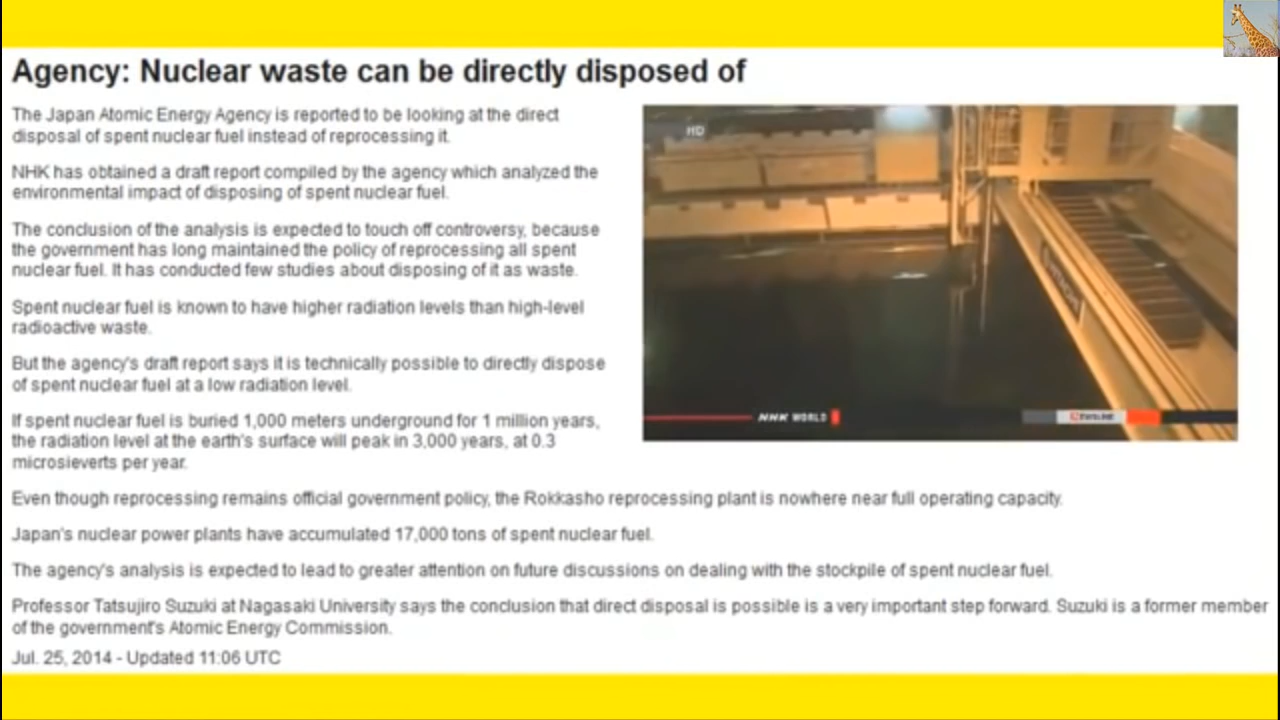 Agency: Nuclear waste can be directly disposed of
The Japan Atomic Energy Agency is reported to be looking at the direct
disposal of spent nuclear fuel instead of reprocessing it.
NHK has obtained a draft report compiled by the agency which analyzed the
environmental impact of disposing of spent nuclear fuel.
The conclusion of the analysis is expected to touch off controversy, because
the government has long maintained the policy of reprocessing all spent
nuclear fuel. It has conducted few studies about disposing of it as waste.
Spent nuclear fuel is known to have higher radiation levels than high-level
radioactive waste.
But the agency's draft report says it is technically possible to directly dispose
of spent nuclear fuel at a low radiation level.
If spent nuclear fuel is buried 1,000 meters underground for 1 million years,
the radiation level at the earth's surface will peak in 3,000 years, at 0.3
microsieverts per year.
HD
HITACHI
NHK WORLD
NEWSLINE
Even though reprocessing remains official government policy, the Rokkasho reprocessing plant is nowhere near full operating capacity.
Japan's nuclear power plants have accumulated 17,000 tons of spent nuclear fuel.
The agency's analysis is expected to lead to greater attention on future discussions on dealing with the stockpile of spent nuclear fuel.
Professor Tatsujiro Suzuki at Nagasaki University says the conclusion that direct disposal is possible is a very important step forward. Suzuki is a former member
of the government's Atomic Energy Commission.
Jul. 25, 2014 - Updated 11:06 UTC